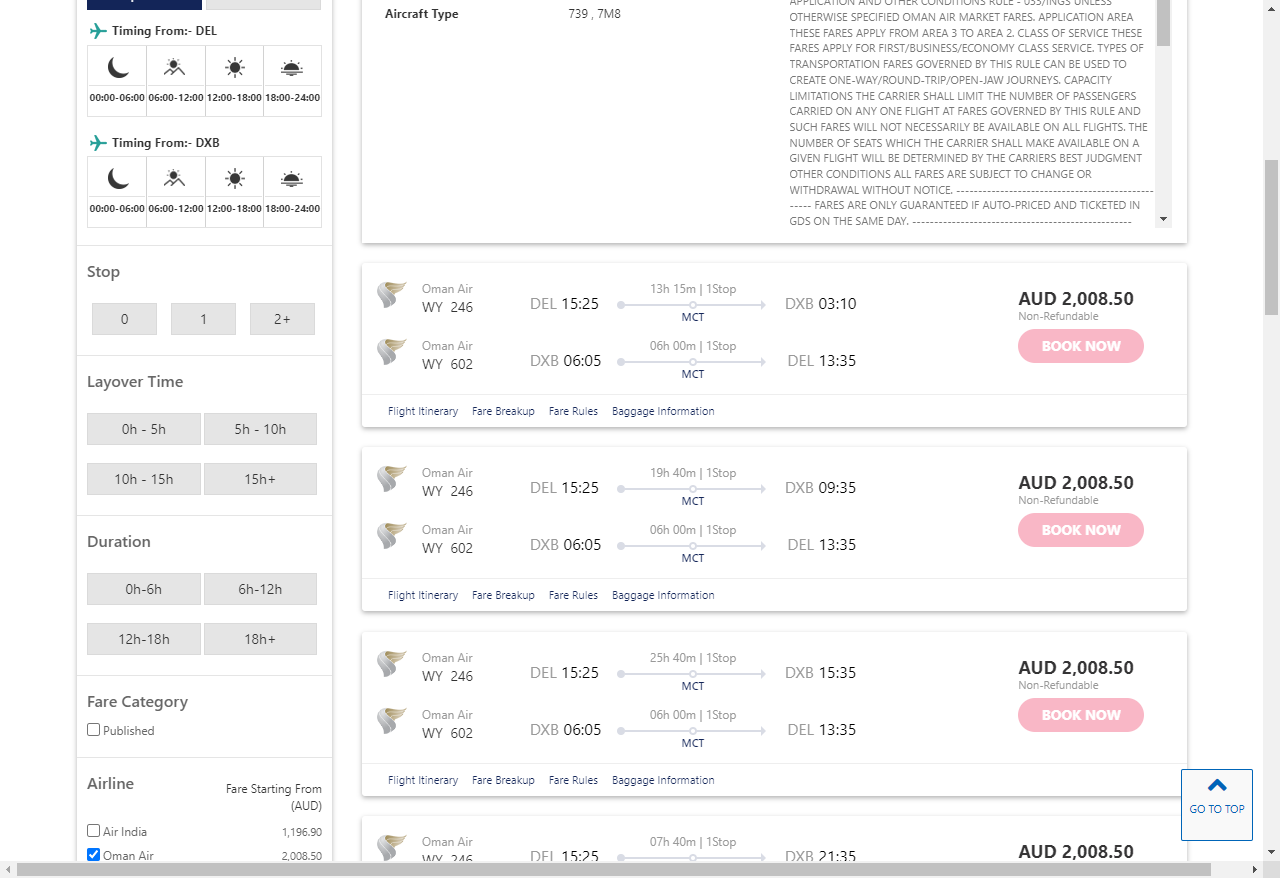 Timing From:- DEL
00:00-06:00 06:00-12:00 12:00-18:00 18:00-24:00
Timing From:- DXB
00:00-06:00 06:00-12:00 12:00-18:00 18:00-24:00
Stop
0 1 2+
Layover Time
0h - 5h 5h - 10h
10h - 15h 15h+
Duration
0h-6h 6h-12h
12h-18h 18h+
Fare Category
Published
Airline
Fare Starting From
(AUD)
Air India 1,196.90
Oman Air 2,008.50
Aircraft Type 739 , 7M8
APPLICATION AND OTHER CONDITIONS RULE - 033/INGS UNLESS
OTHERWISE SPECIFIED OMAN AIR MARKET FARES. APPLICATION AREA
THESE FARES APPLY FROM AREA 3 TO AREA 2. CLASS OF SERVICE THESE
FARES APPLY FOR FIRST/BUSINESS/ECONOMY CLASS SERVICE. TYPES OF
TRANSPORTATION FARES GOVERNED BY THIS RULE CAN BE USED TO
CREATE ONE-WAY/ROUND-TRIP/OPEN-JAW JOURNEYS. CAPACITY
LIMITATIONS THE CARRIER SHALL LIMIT THE NUMBER OF PASSENGERS
CARRIED ON ANY ONE FLIGHT AT FARES GOVERNED BY THIS RULE AND
SUCH FARES WILL NOT NECESSARILY BE AVAILABLE ON ALL FLIGHTS. THE
NUMBER OF SEATS WHICH THE CARRIER SHALL MAKE AVAILABLE ON A
GIVEN FLIGHT WILL BE DETERMINED BY THE CARRIERS BEST JUDGMENT
OTHER CONDITIONS ALL FARES ARE SUBJECT TO CHANGE OR
WITHDRAWAL WITHOUT NOTICE. ---------------------------------------------
----- FARES ARE ONLY GUARANTEED IF AUTO-PRICED AND TICKETED IN
GDS ON THE SAME DAY. --------------------------------------------------
Oman Air
WY 246
DEL 15:25
13h 15m | 1Stop
MCT
DXB 03:10
Oman Air
WY 602
DXB 06:05
06h 00m | 1Stop
MCT
DEL 13:35
AUD 2,008.50
Non-Refundable
BOOK NOW
Flight Itinerary Fare Breakup Fare Rules Baggage Information
Oman Air
WY 246
DEL 15:25
19h 40m | 1Stop
MCT
DXB 09:35
Oman Air
WY 602
DXB 06:05
06h 00m | 1Stop
MCT
DEL 13:35
AUD 2,008.50
Non-Refundable
BOOK NOW
Flight Itinerary Fare Breakup Fare Rules Baggage Information
Oman Air
WY 246
DEL 15:25
25h 40m | 1Stop
MCT
DXB 15:35
Oman Air
WY 602
DXB 06:05
06h 00m | 1Stop
MCT
DEL 13:35
AUD 2,008.50
Non-Refundable
BOOK NOW
Flight Itinerary Fare Breakup Fare Rules Baggage Information
Oman Air
WY 246
DEL 15:25
07h 40m | 1Stop
DXB 21:35
AUD 2,008.50
GO TO TOP